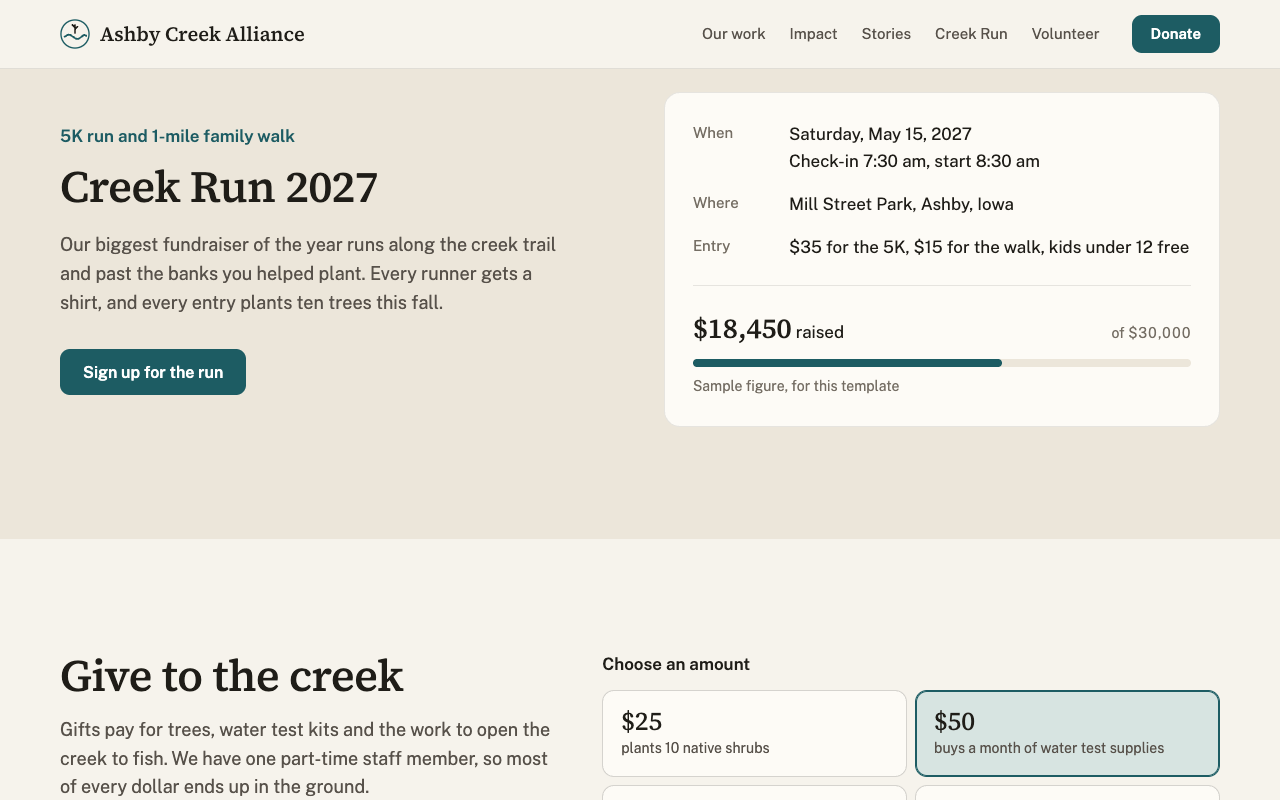 Ashby Creek Alliance
Our work
Impact
Stories
Creek Run
Volunteer
Donate
5K run and 1-mile family walk
Creek Run 2027
Our biggest fundraiser of the year runs along the creek trail
and past the banks you helped plant. Every runner gets a
shirt, and every entry plants ten trees this fall.
Sign up for the run
When
Saturday, May 15, 2027
Check-in 7:30 am, start 8:30 am
Where
Mill Street Park, Ashby, Iowa
Entry
$35 for the 5K, $15 for the walk, kids under 12 free
$18,450 raised
of $30,000
Sample figure, for this template
Give to the creek
Gifts pay for trees, water test kits and the work to open the
creek to fish. We have one part-time staff member, so most
of every dollar ends up in the ground.
Choose an amount
$25
plants 10 native shrubs
$50
buys a month of water test supplies